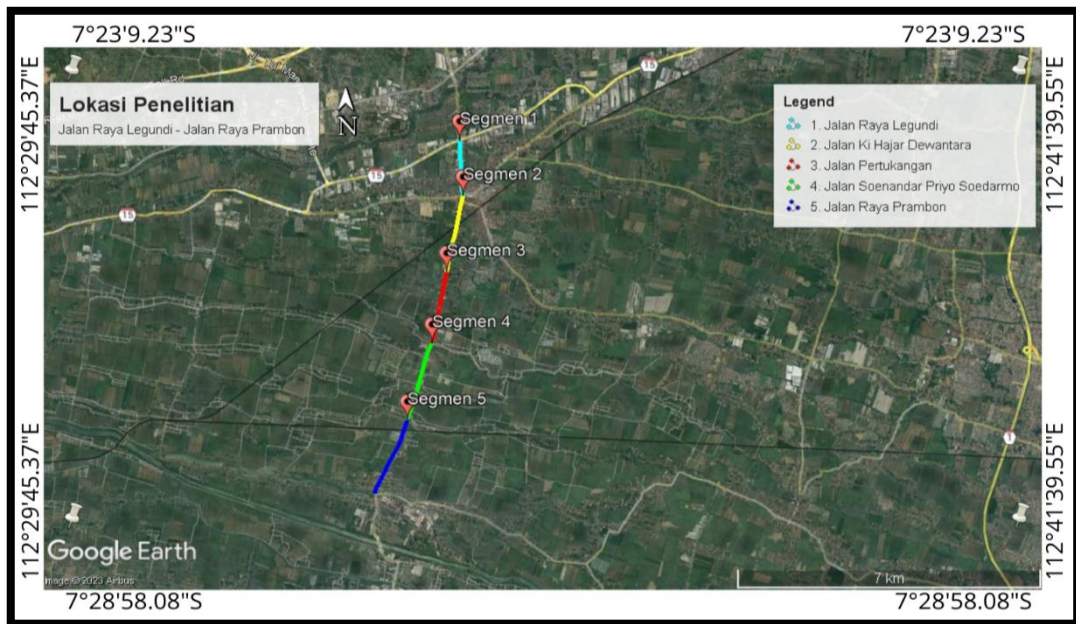 7°23'9.23"S
7°23'9.23"S
112°29'45.37"E
112°41'39.55"E
Lokasi Penelitian
Jalan Raya Legundi - Jalan Raya Prambon
N
Legend
1. Jalan Raya Legundi
2. Jalan Ki Hajar Dewantara
3. Jalan Pertukangan
4. Jalan Soenandar Priyo Soedarmo
5. Jalan Raya Prambon
15
Segmen 1
15
Segmen 2
15
Segmen 3
Segmen 4
Segmen 5
1
112°29'45.37"E
112°41'39.55"E
Google Earth
Image © 2023 Airbus
7 km
7°28'58.08"S
7°28'58.08"S